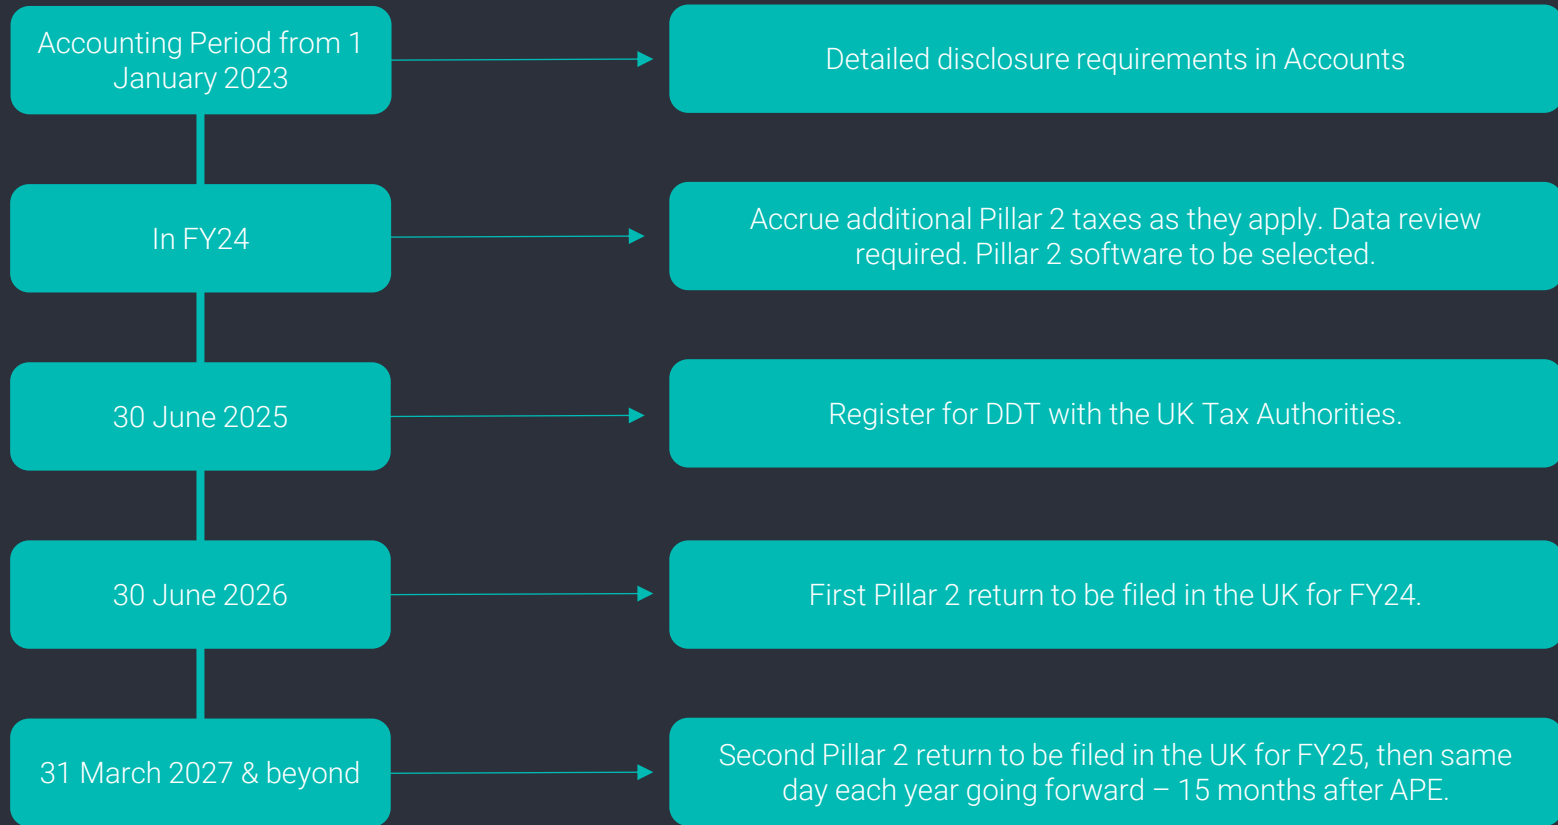 Accounting Period from 1
January 2023
Detailed disclosure requirements in Accounts
In FY24
Accrue additional Pillar 2 taxes as they apply. Data review
required. Pillar 2 software to be selected.
30 June 2025
Register for DDT with the UK Tax Authorities.
30 June 2026
First Pillar 2 return to be filed in the UK for FY24.
31 March 2027 & beyond
Second Pillar 2 return to be filed in the UK for FY25, then same
day each year going forward – 15 months after APE.